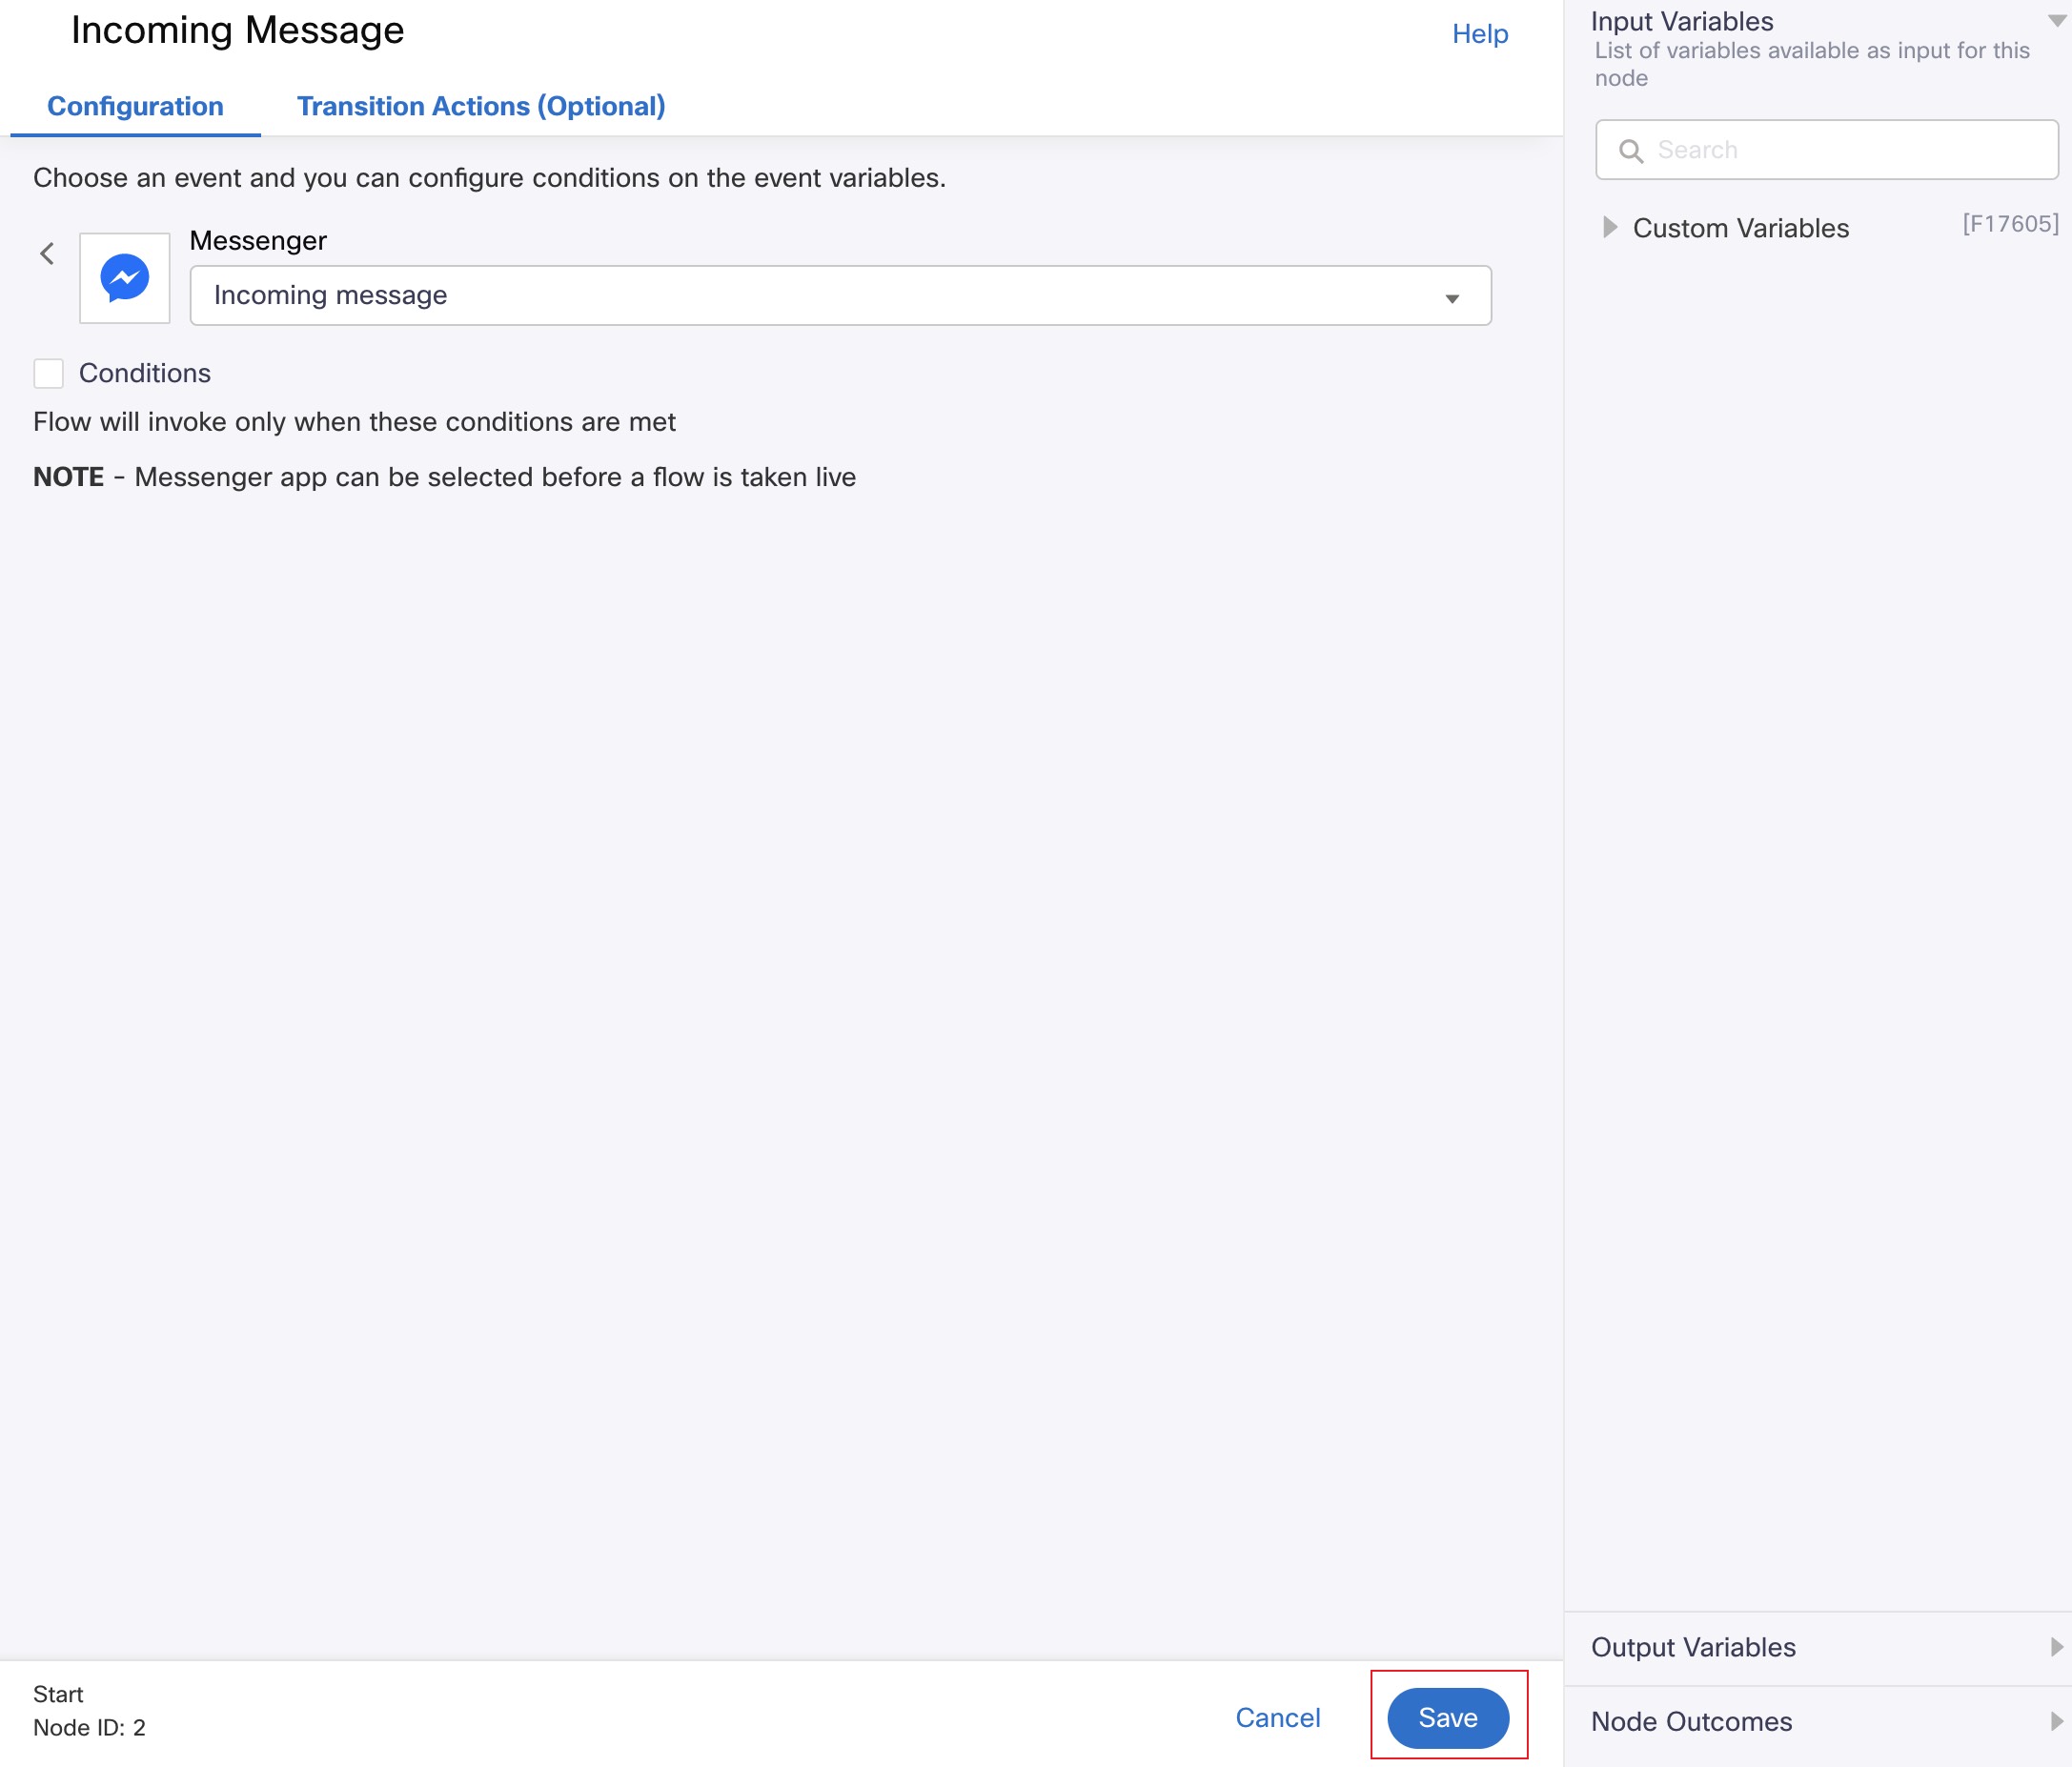 Incoming Message
Help
Configuration
Transition Actions (Optional)
Choose an event and you can configure conditions on the event variables.
Messenger
Incoming message
Conditions
Flow will invoke only when these conditions are met
NOTE - Messenger app can be selected before a flow is taken live
Start
Node ID: 2
Cancel
Save
Input Variables
List of variables available as input for this
node
Search
Custom Variables
[F17605]
Output Variables
Node Outcomes